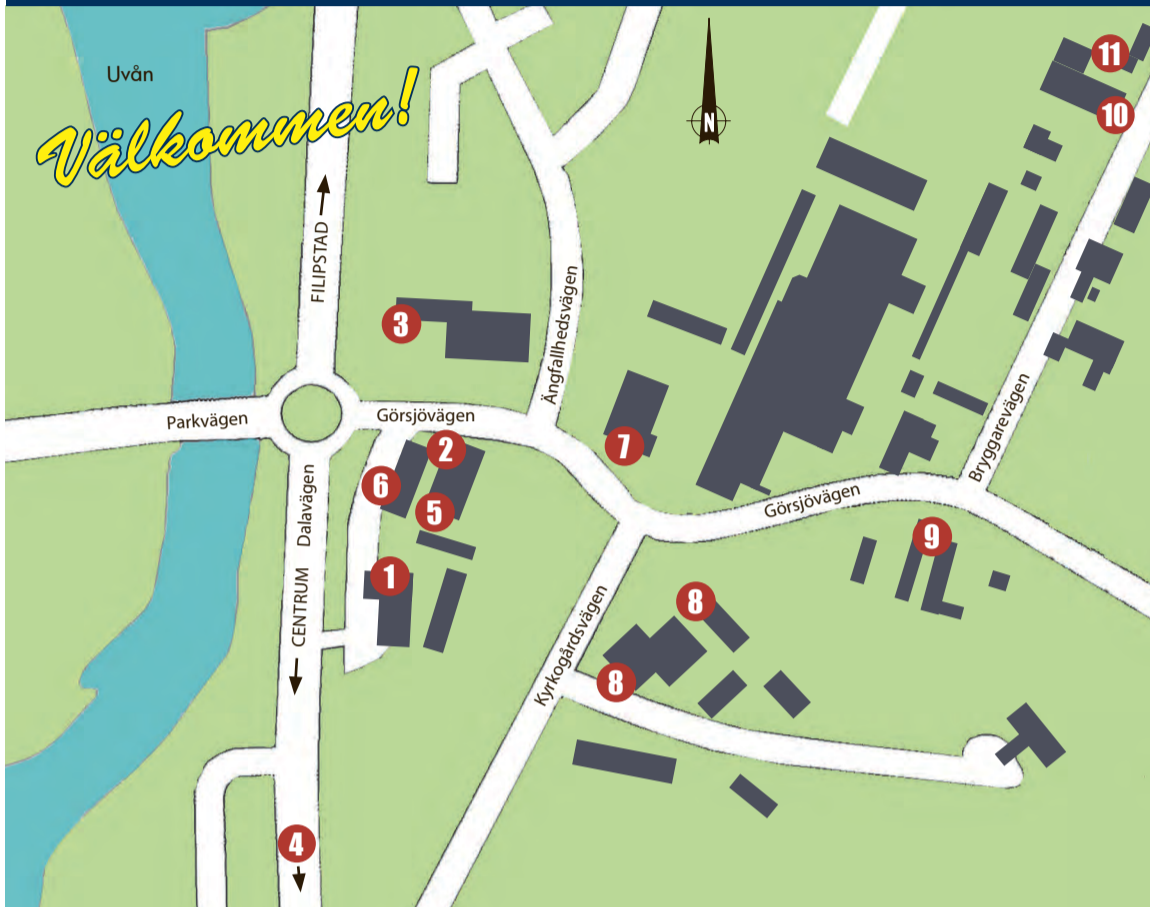 Uvån
Välkommen!
N
11
10
FILIPSTAD
3
Ängfallhedsvägen
Parkvägen
Görsjövägen
2
7
6
5
Bryggarevägen
Görsjövägen
Dalavägen
9
1
CENTRUM
8
Kyrkogårdsvägen
8
4